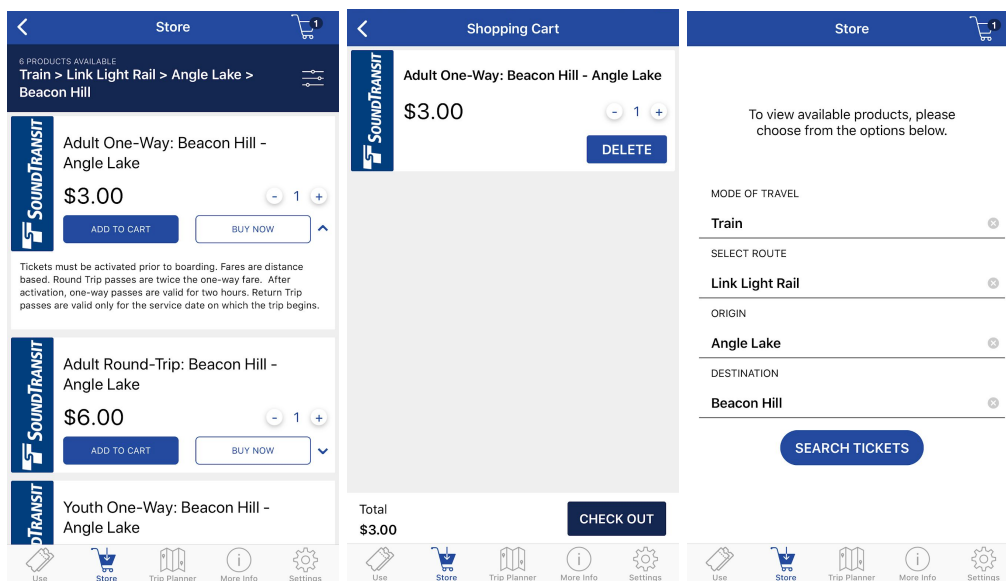 Store
1
6 PRODUCTS AVAILABLE
Train > Link Light Rail > Angle Lake >
Beacon Hill
SOUNDTRANSIT
Adult One-Way: Beacon Hill -
Angle Lake
$3.00
- 1 +
ADD TO CART
BUY NOW
Tickets must be activated prior to boarding. Fares are distance
based. Round Trip passes are twice the one-way fare. After
activation, one-way passes are valid for two hours. Return Trip
passes are valid only for the service date on which the trip begins.
SOUNDTRANSIT
Adult Round-Trip: Beacon Hill -
Angle Lake
$6.00
- 1 +
ADD TO CART
BUY NOW
DTRANSIT
Youth One-Way: Beacon Hill -
Angle Lake
Use
Store
Trip Planner
More Info
Settings
Shopping Cart
SOUNDTRANSIT
Adult One-Way: Beacon Hill - Angle Lake
$3.00
- 1 +
DELETE
Total
$3.00
CHECK OUT
Use
Store
Trip Planner
More Info
Settings
Store
1
To view available products, please
choose from the options below.
MODE OF TRAVEL
Train
SELECT ROUTE
Link Light Rail
ORIGIN
Angle Lake
DESTINATION
Beacon Hill
SEARCH TICKETS
Use
Store
Trip Planner
More Info
Settings